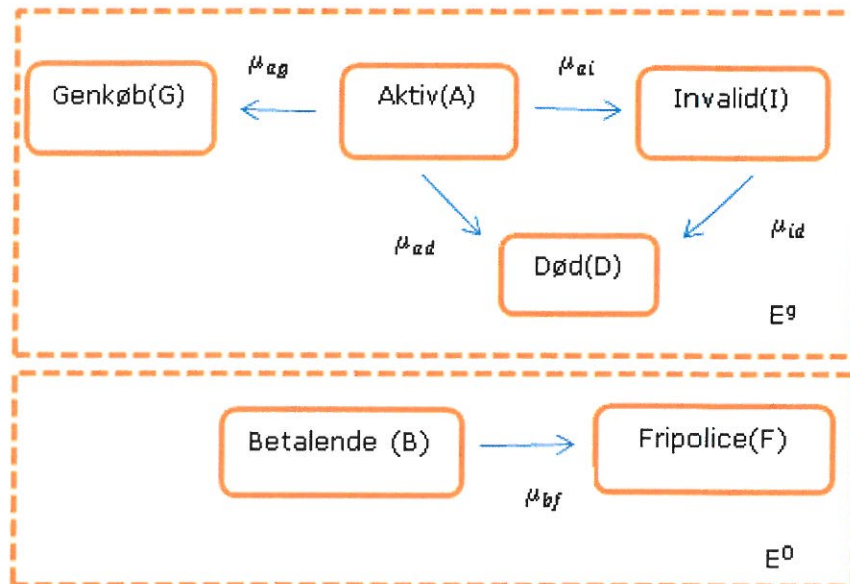 μag
μai
Genkøb(G)
Aktiv(A)
Invalid(I)
μad
μid
Død(D)
Eg
Betalende (B)
Fripolice(F)
μbf
E0